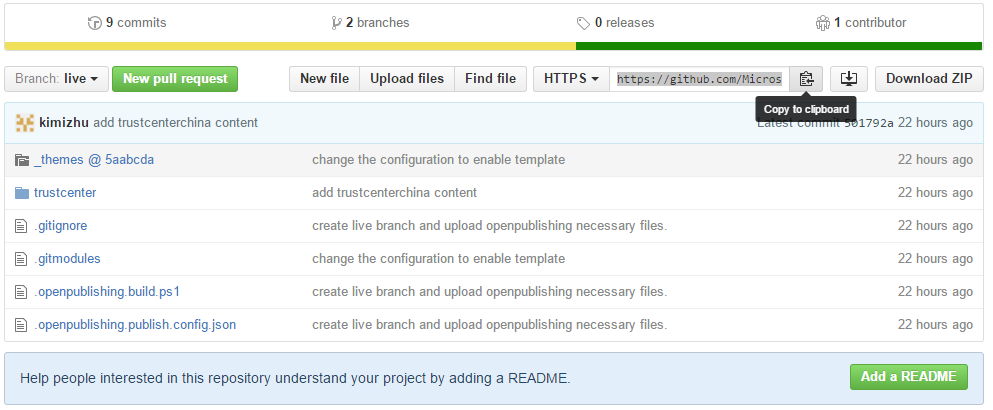 9 commits 2 branches 0 releases 1 contributor
Branch: live New pull request New file Upload files Find file HTTPS https://github.com/Micros Download ZIP
Copy to clipboard
kimizhu add trustcenterchina content Latest commit 501792a 22 hours ago
_themes @ 5aabcda change the configuration to enable template 22 hours ago
trustcenter add trustcenterchina content 22 hours ago
.gitignore create live branch and upload openpublishing necessary files. 22 hours ago
.gitmodules change the configuration to enable template 22 hours ago
.openpublishing.build.ps1 create live branch and upload openpublishing necessary files. 22 hours ago
.openpublishing.publish.config.json create live branch and upload openpublishing necessary files. 22 hours ago
Help people interested in this repository understand your project by adding a README. Add a README